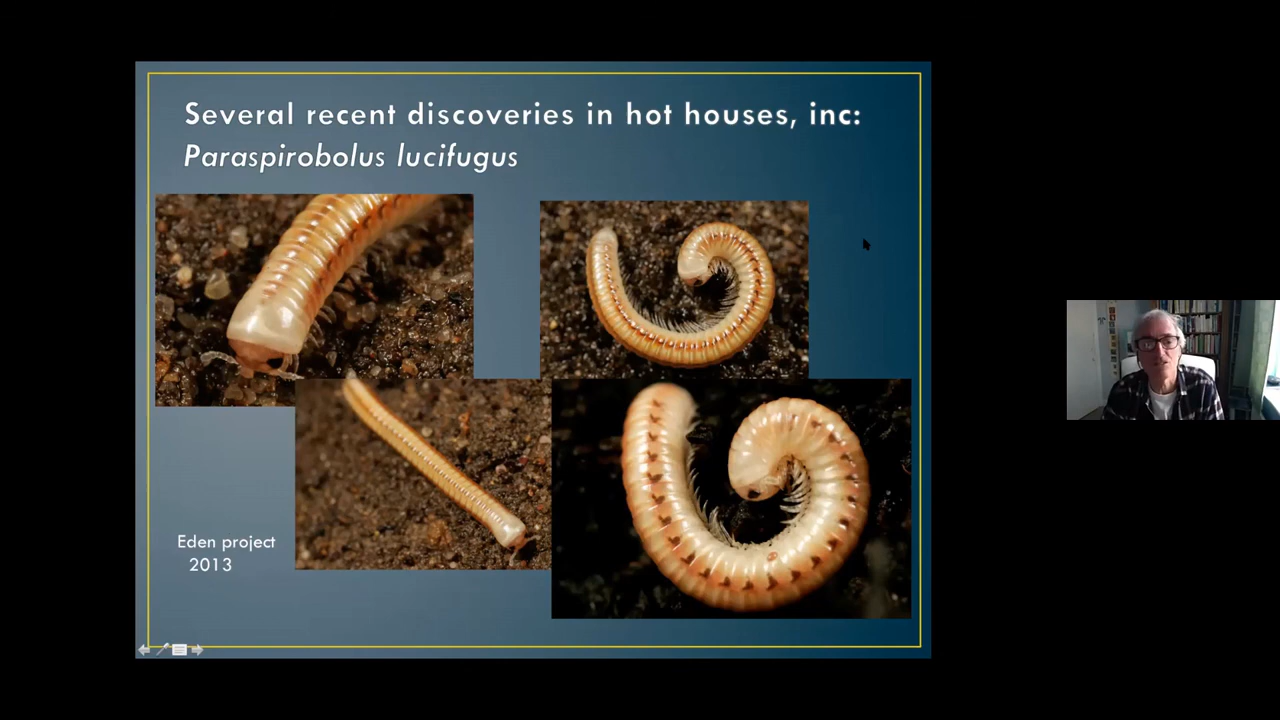 Several recent discoveries in hot houses, inc:
Paraspirobolus lucifugus
Eden project
2013